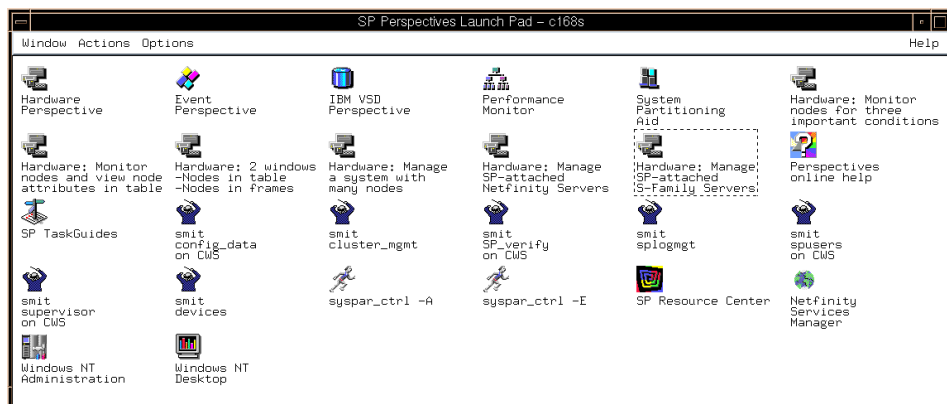 SP Perspectives Launch Pad – c168s
Window Actions Options Help
Hardware
Perspective
Event
Perspective
IBM VSD
Perspective
Performance
Monitor
System
Partitioning
Aid
Hardware: Monitor
nodes for three
important conditions
Hardware: Monitor
nodes and view node
attributes in table
Hardware: 2 windows
-Nodes in table
-Nodes in frames
Hardware: Manage
a system with
many nodes
Hardware: Manage
SP-attached
Netfinity Servers
Hardware: Manage
SP-attached
S-Family Servers
Perspectives
online help
SP TaskGuides
smit
config_data
on CWS
smit
cluster_mgmt
smit
SP_verify
on CWS
smit
splogmgt
smit
spusers
on CWS
smit
supervisor
on CWS
smit
devices
syspar_ctrl -A
syspar_ctrl -E
SP Resource Center
Netfinity
Services
Manager
Windows NT
Administration
Windows NT
Desktop